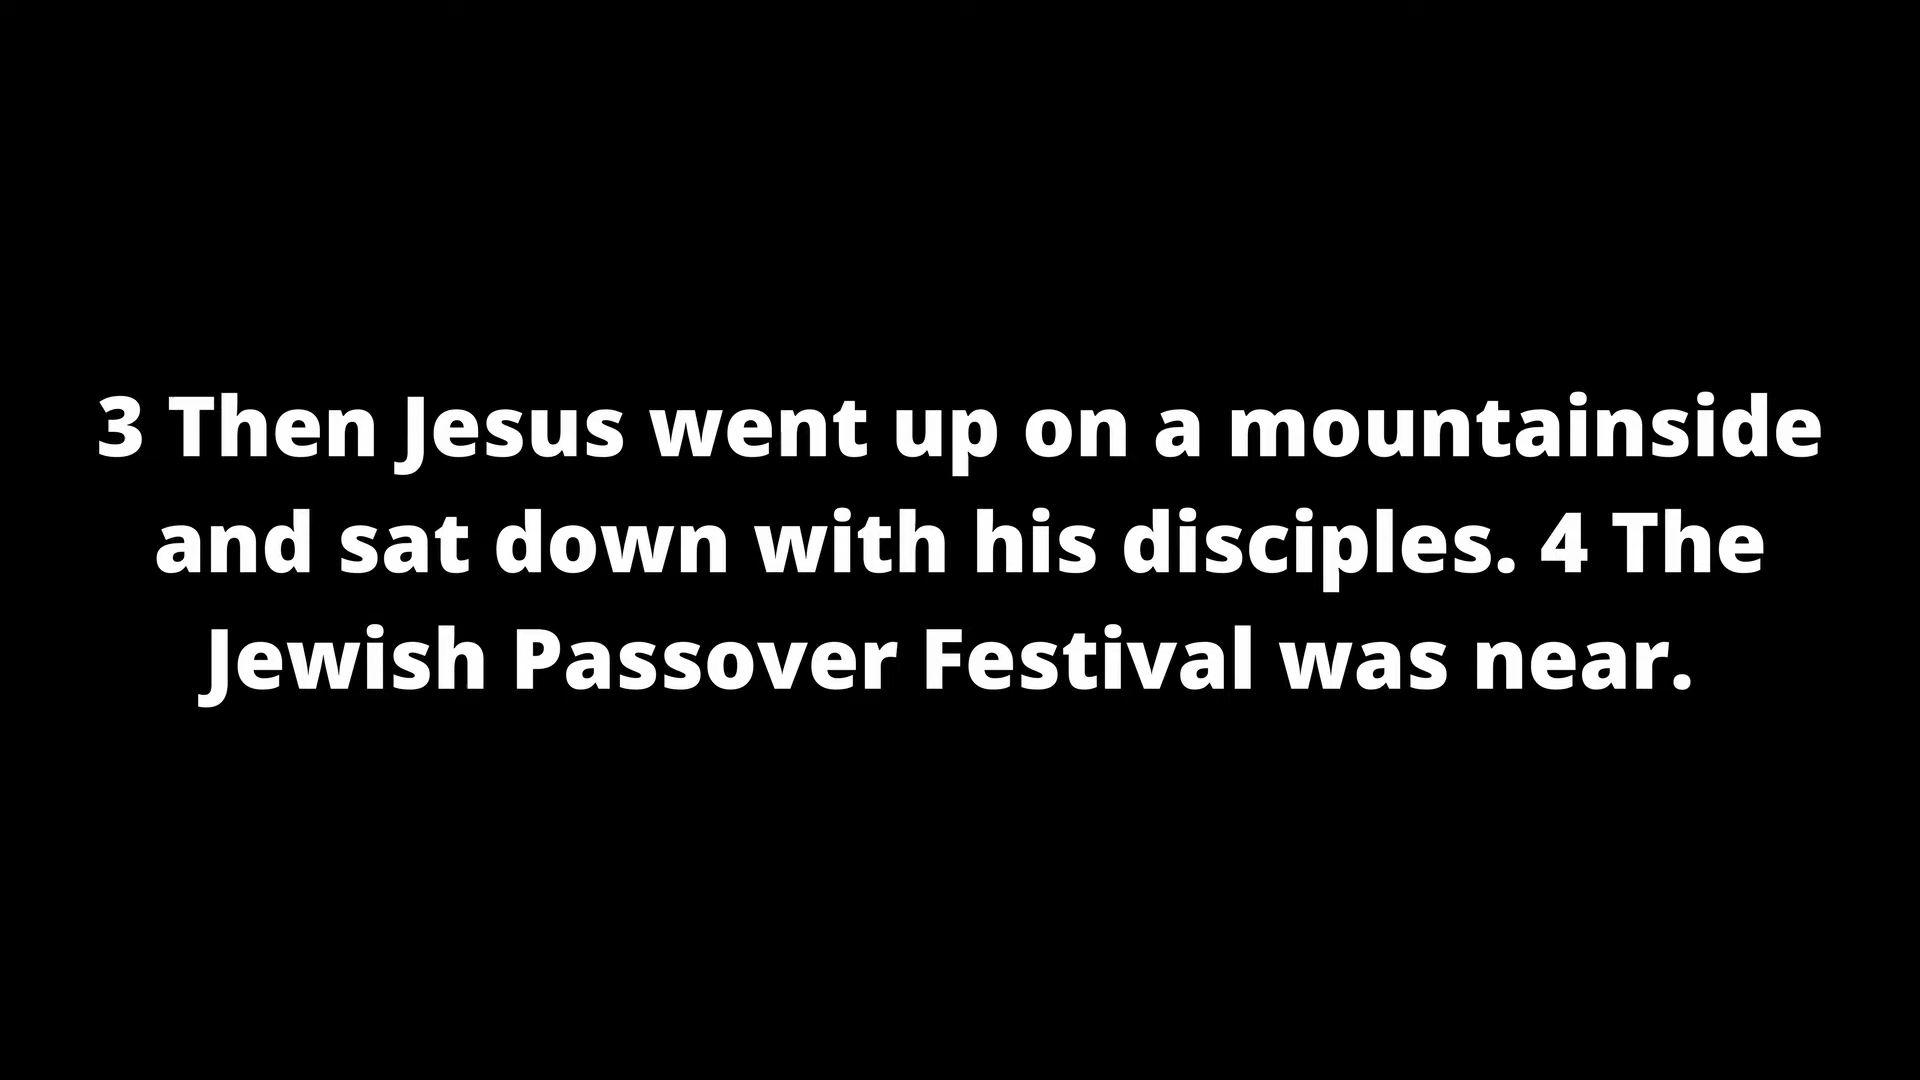 3 Then Jesus went up on a mountainside
and sat down with his disciples. 4 The
Jewish Passover Festival was near.